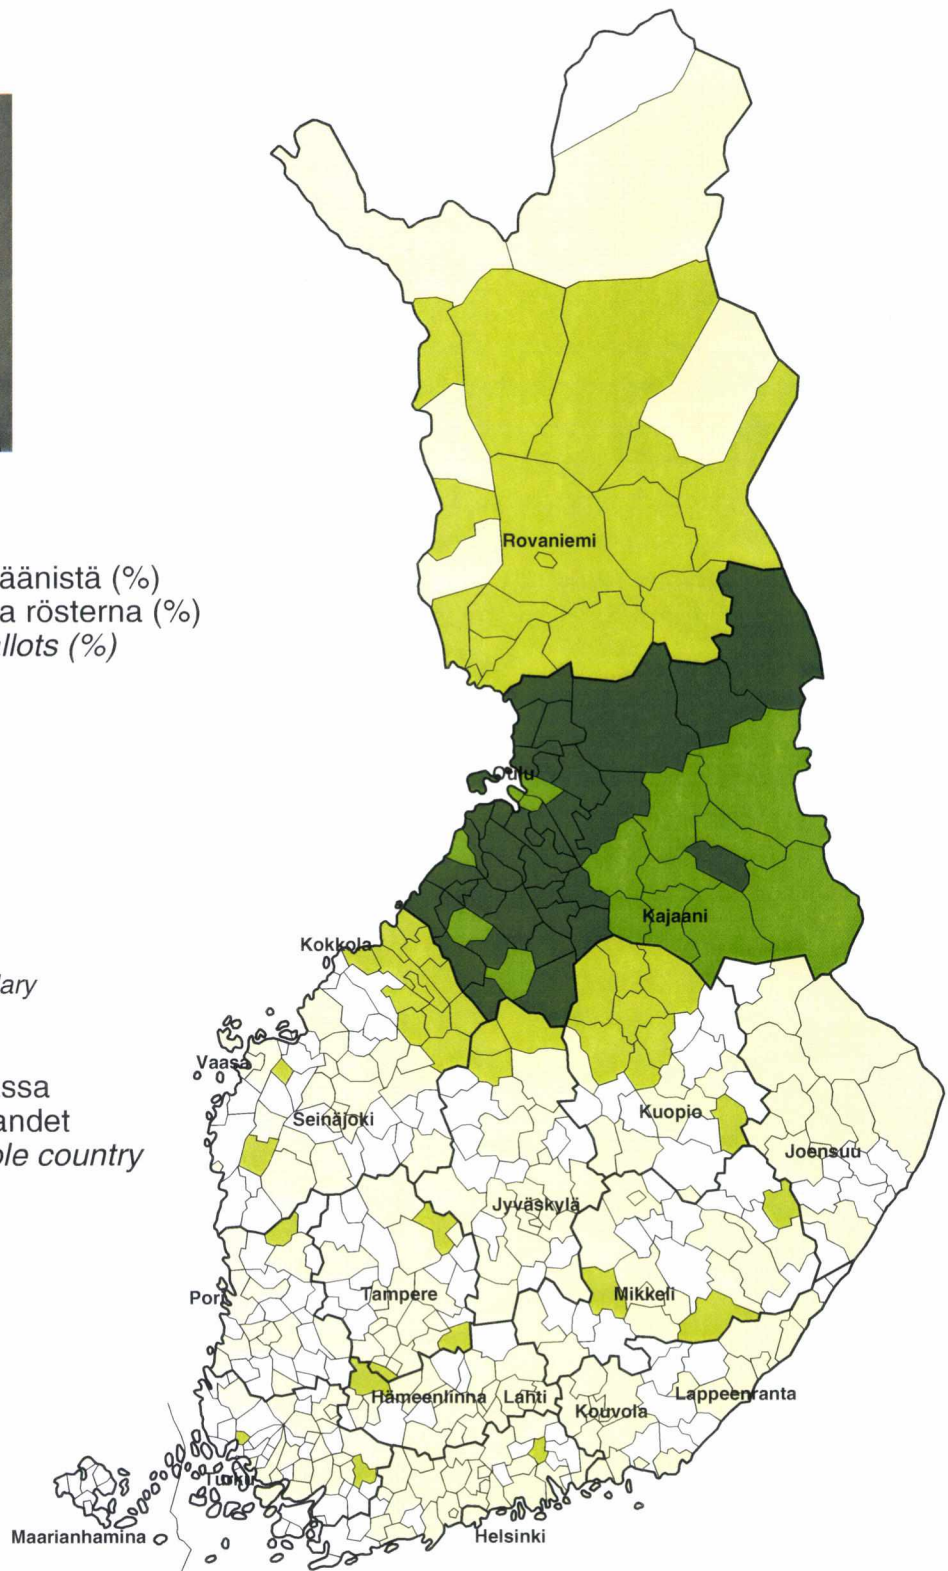 äänistä (%)
a rösterna (%)
llots (%)
Rovaniemi
Oulu
Kajaani
Kokkola
dary
Vaasa
ssa
andet
ole country
Seinäjoki
Kuopio
Joensuu
Jyväskylä
Pori
Tampere
Mikkeli
Hämeenlinna
Lahti
Kouvola
Lappeenranta
Turku
Maarianhamina
Helsinki